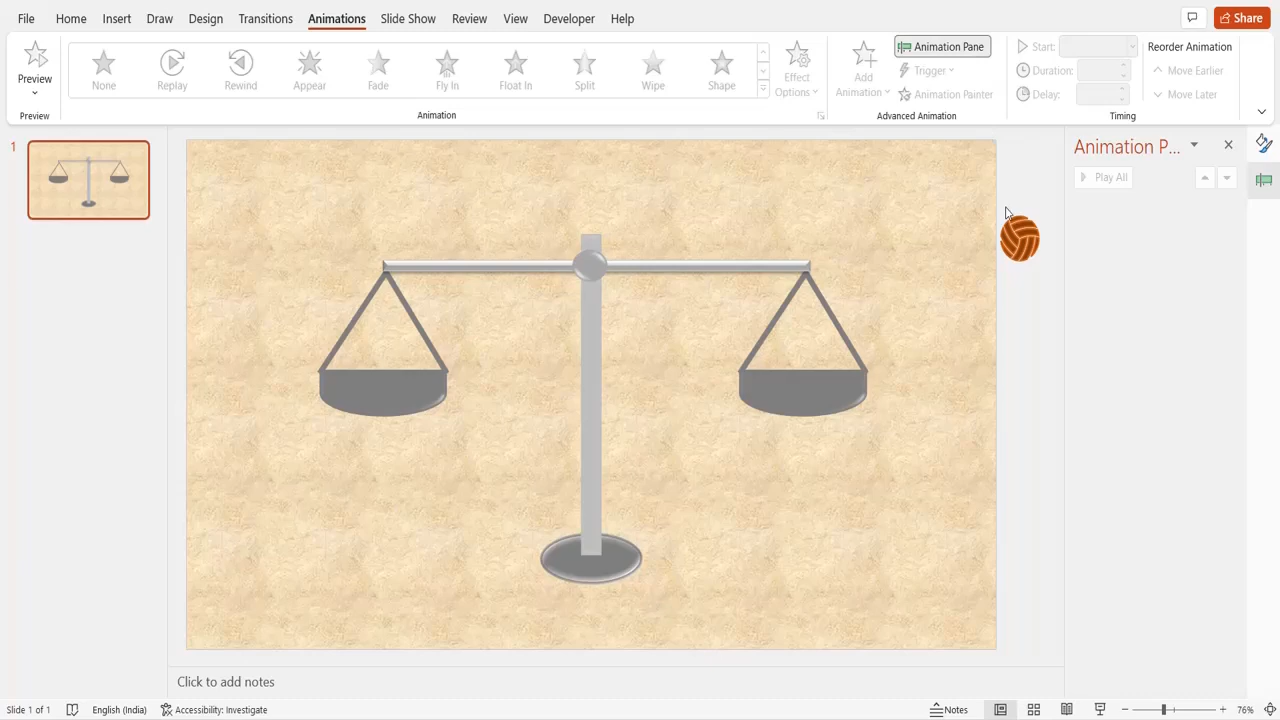 File Home Insert Draw Design Transitions Animations Slide Show Review View Developer Help
Share
Preview
None Replay Rewind Appear Fade Fly In Float In Split Wipe Shape
Effect
Options
Add
Animation
Animation Pane
Trigger
Animation Painter
Start:
Duration:
Delay:
Reorder Animation
Move Earlier
Move Later
Preview Animation Advanced Animation Timing
1
Animation P...
Play All
Click to add notes
Slide 1 of 1 English (India) Accessibility: Investigate Notes 76%